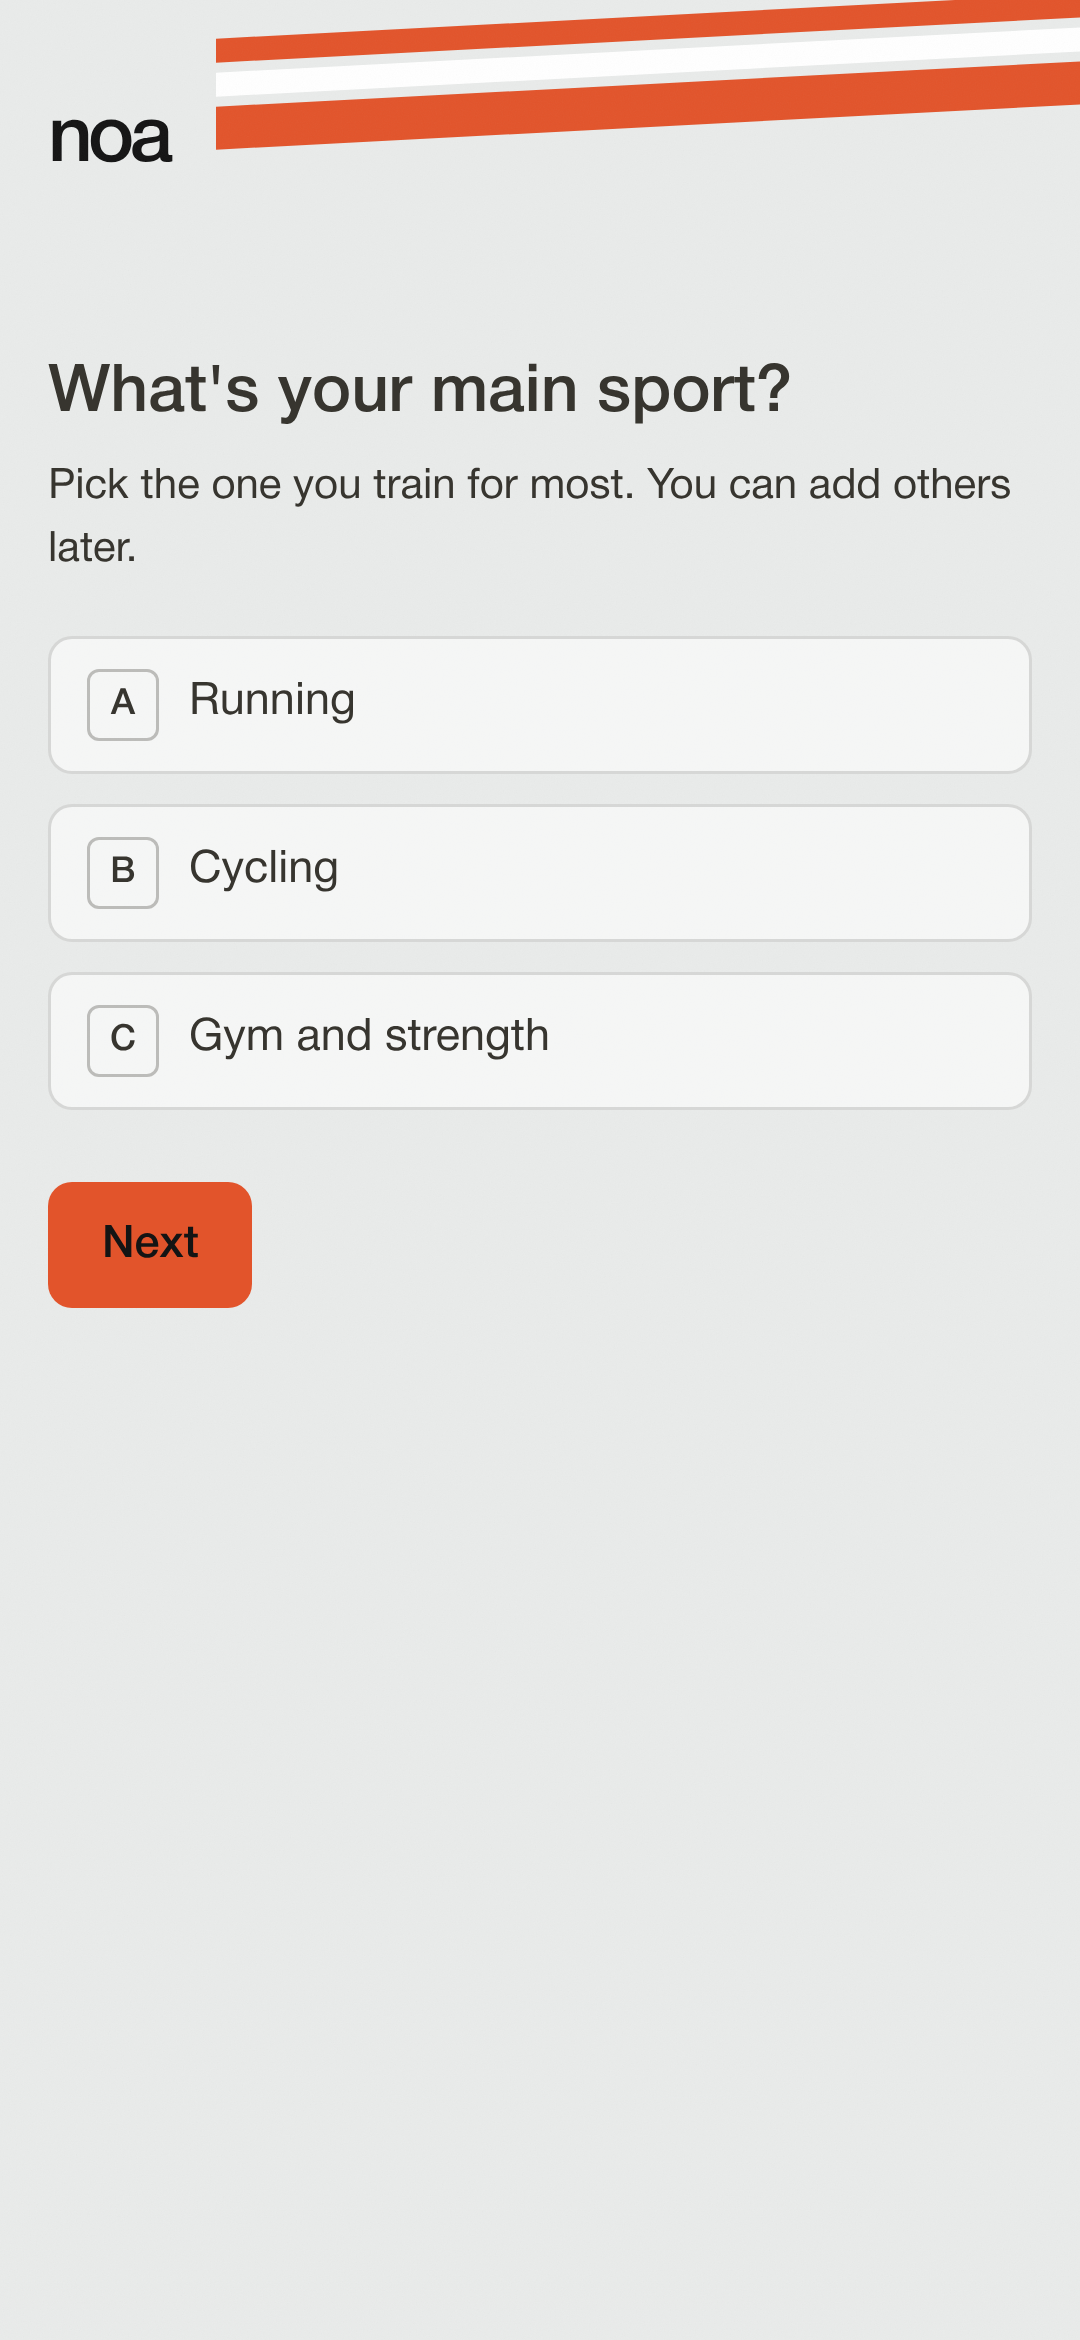 noa
What's your main sport?
Pick the one you train for most. You can add others
later.
A Running
B Cycling
C Gym and strength
Next